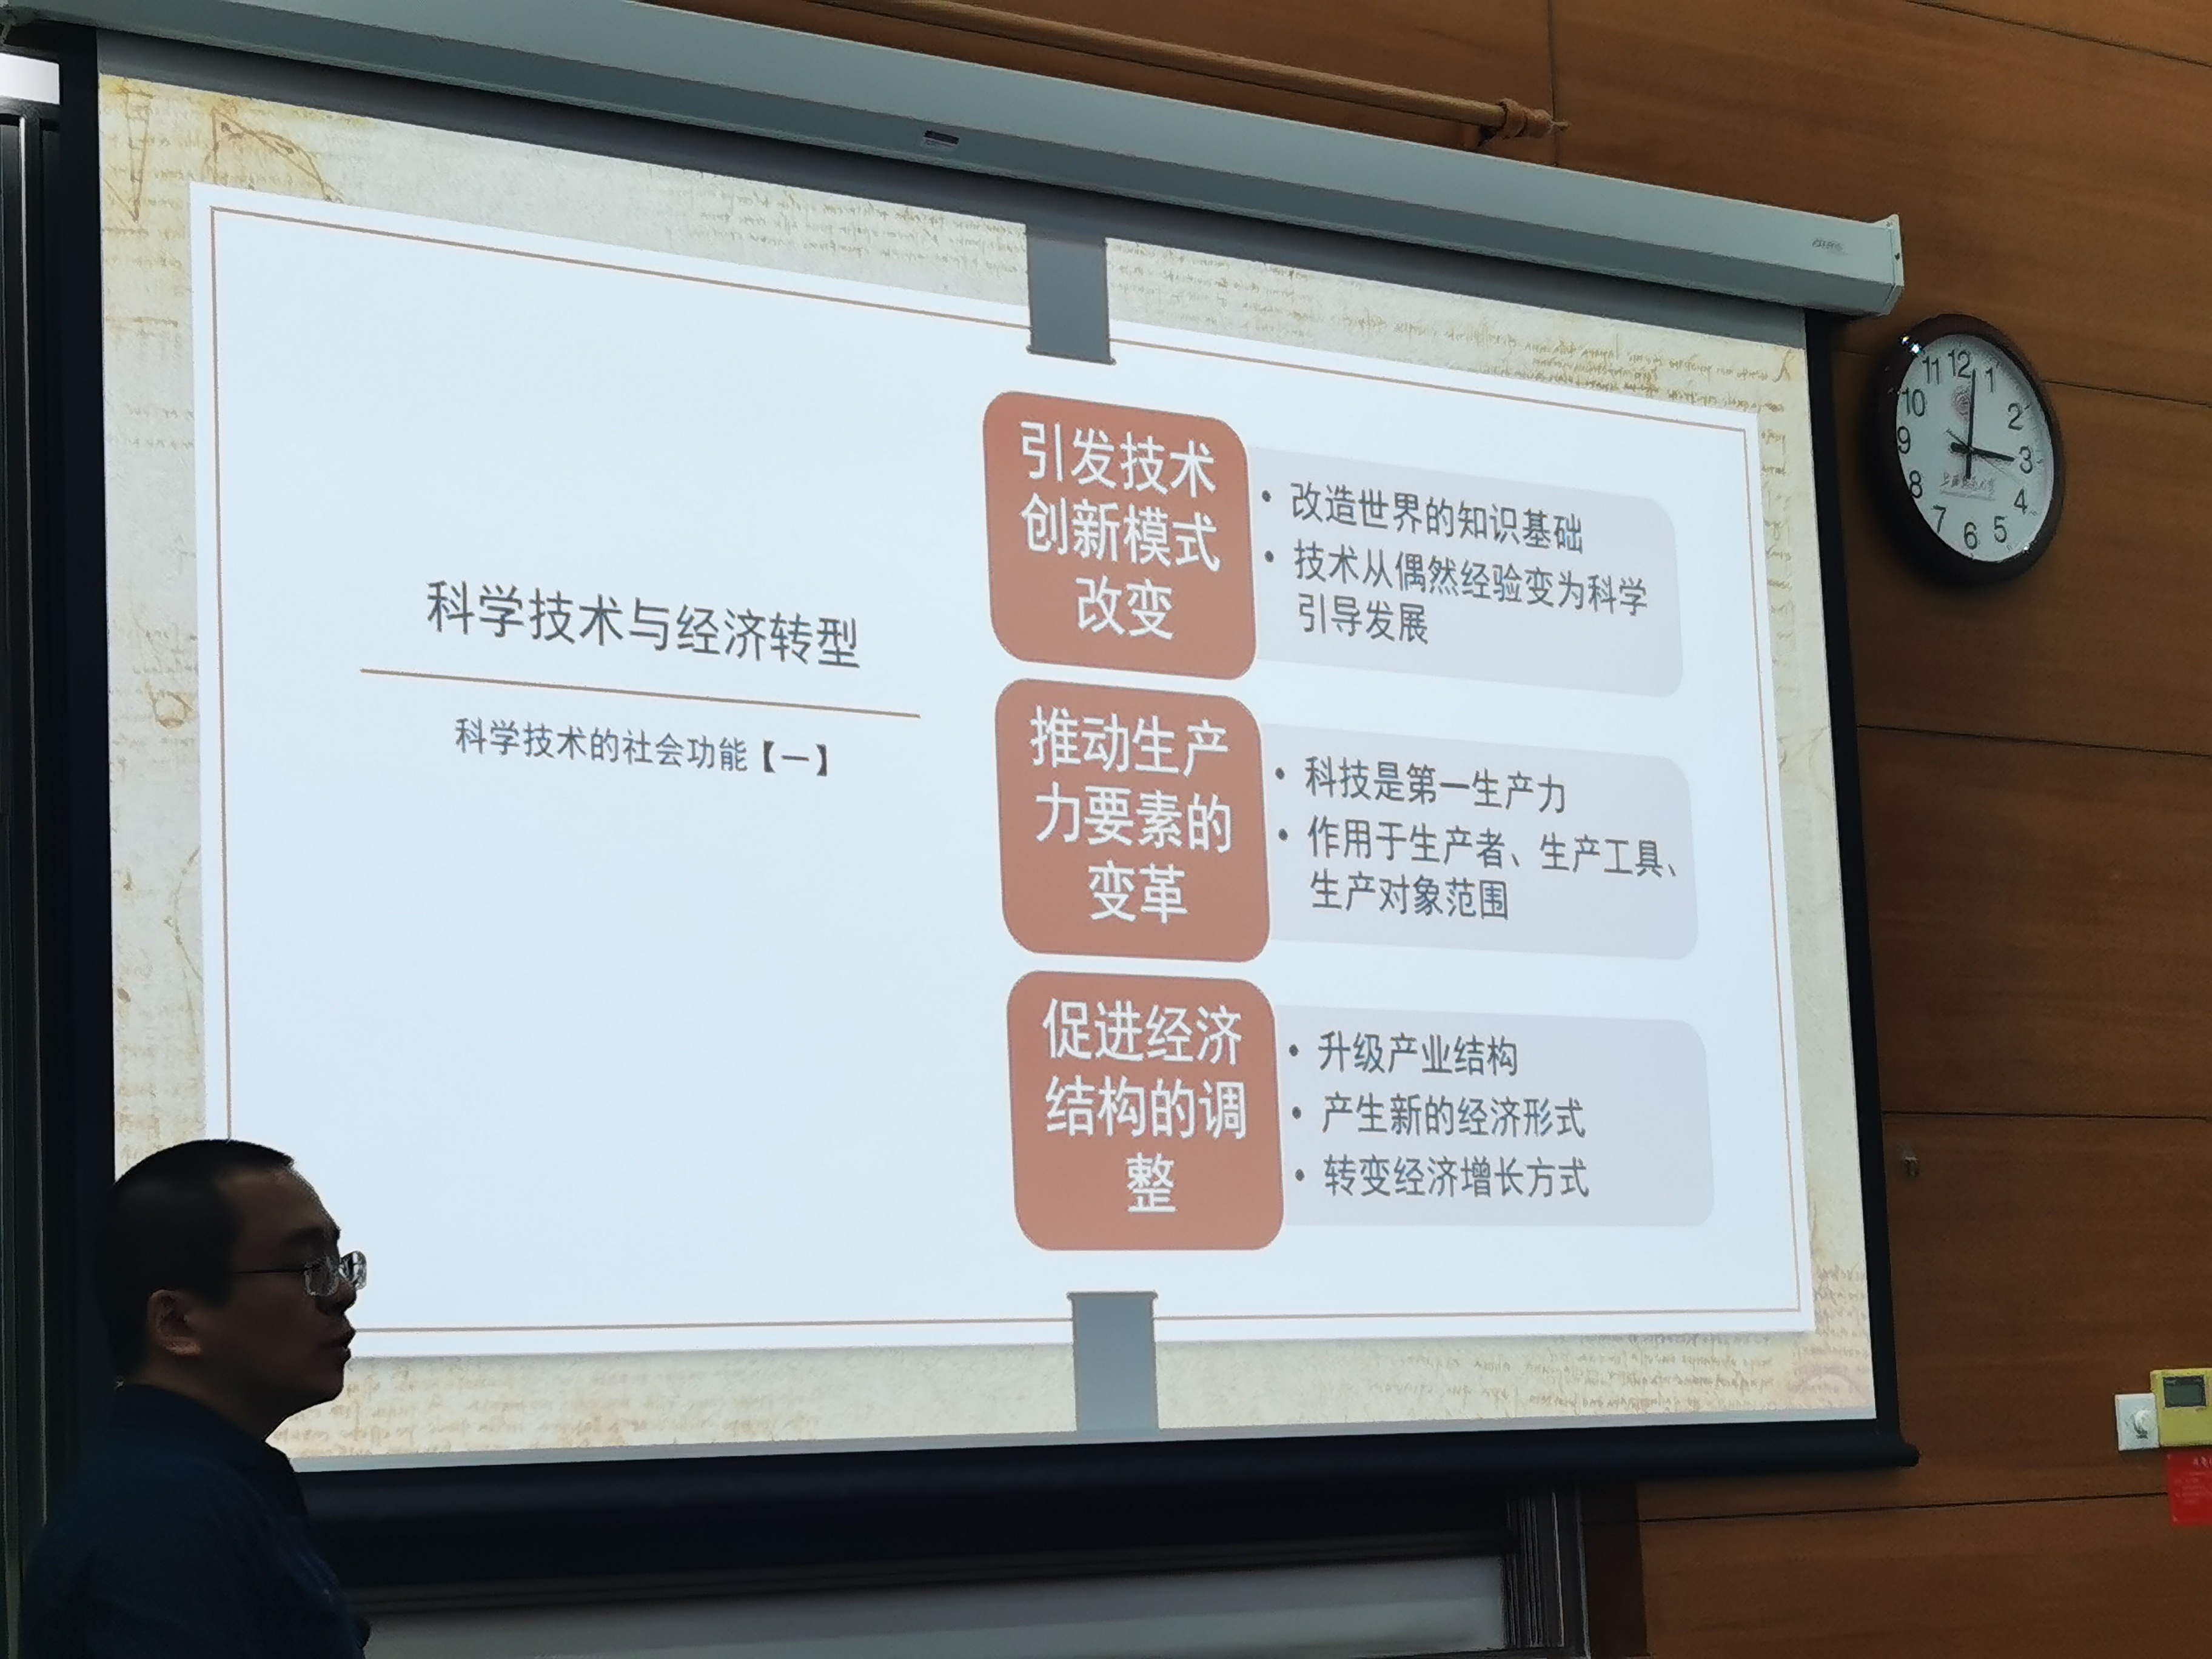 科学技术与经济转型
科学技术的社会功能【一】
引发技术
创新模式
改变
• 改造世界的知识基础
• 技术从偶然经验变为科学
引导发展
推动生产
力要素的
变革
• 科技是第一生产力
• 作用于生产者、生产工具、
生产对象范围
促进经济
结构的调
整
• 升级产业结构
• 产生新的经济形式
• 转变经济增长方式
12
1
2
3
4
5
6
7
8
9
10
11